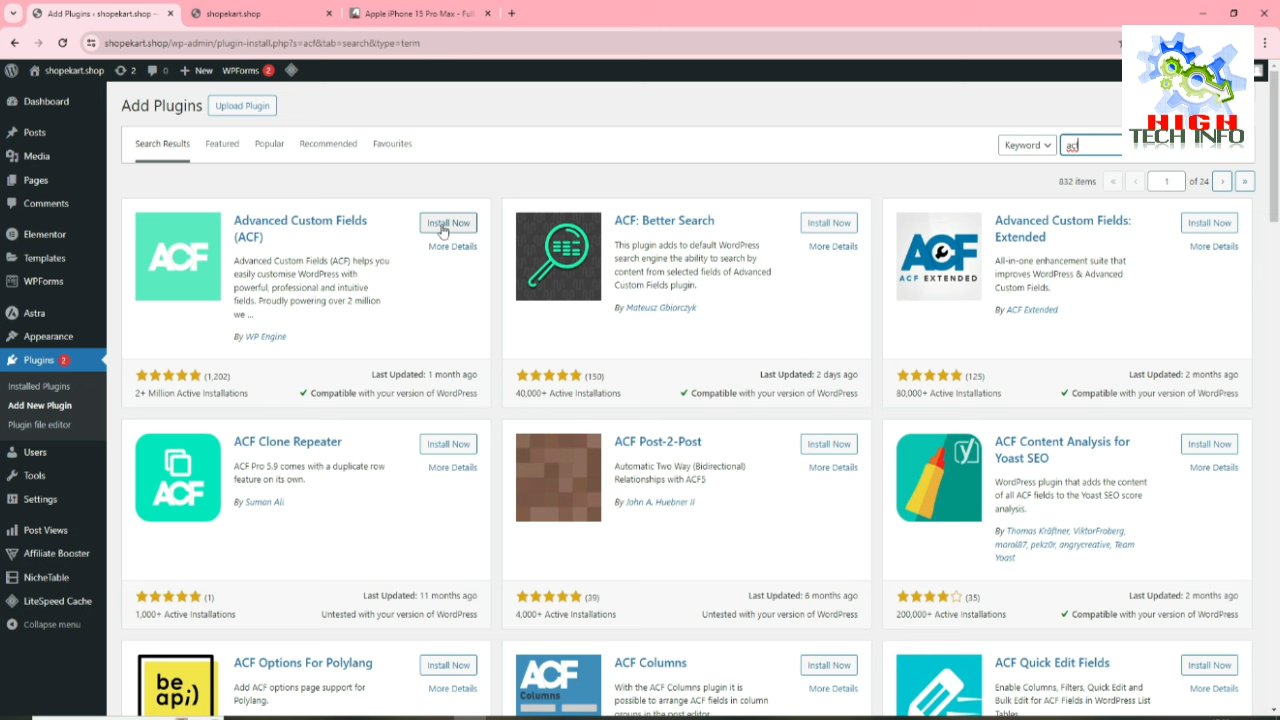 Add Plugins ‹ shopekart.shop —
shopekart.shop
Apple iPhone 15 Pro Max - Full
shopekart.shop/wp-admin/plugin-install.php?s=acf&tab=search&type=term
shopekart.shop
2
0
New
WPForms 2
HIGH
TECH INFO
Dashboard
Posts
Media
Pages
Comments
Elementor
Templates
WPForms
Astra
Appearance
Plugins 2
Installed Plugins
Add New Plugin
Plugin file editor
Users
Tools
Settings
Post Views
Affiliate Booster
NicheTable
LiteSpeed Cache
Collapse menu
Add Plugins
Upload Plugin
Search Results Featured Popular Recommended Favourites
Keyword acf
832 items « ‹ 1 of 24 › »
ACF
Advanced Custom Fields
(ACF)
Install Now
More Details
Advanced Custom Fields (ACF) helps you
easily customise WordPress with
powerful, professional and intuitive
fields. Proudly powering over 2 million
we ...
By WP Engine
(1,202)
Last Updated: 1 month ago
2+ Million Active Installations
Compatible with your version of WordPress
ACF: Better Search
Install Now
More Details
This plugin adds to default WordPress
search engine the ability to search by
content from selected fields of Advanced
Custom Fields plugin.
By Mateusz Gbiorczyk
(150)
Last Updated: 2 days ago
40,000+ Active Installations
Compatible with your version of WordPress
ACF
ACF EXTENDED
Advanced Custom Fields:
Extended
Install Now
More Details
All-in-one enhancement suite that
improves WordPress & Advanced
Custom Fields.
By ACF Extended
(125)
Last Updated: 2 months ago
80,000+ Active Installations
Compatible with your version of WordPress
ACF
ACF Clone Repeater
Install Now
More Details
ACF Pro 5.9 comes with a duplicate row
feature on its own.
By Suman Ali
(1)
Last Updated: 11 months ago
1,000+ Active Installations
Untested with your version of WordPress
ACF Post-2-Post
Install Now
More Details
Automatic Two Way (Bidirectional)
Relationships with ACF5
By John A. Huebner II
(39)
Last Updated: 6 months ago
4,000+ Active Installations
Untested with your version of WordPress
ACF Content Analysis for
Yoast SEO
Install Now
More Details
WordPress plugin that adds the content
of all ACF fields to the Yoast SEO score
analysis.
By Thomas Kräftner, ViktorFroberg,
marol87, pekz0r, angrycreative, Team
Yoast
(35)
Last Updated: 2 months ago
200,000+ Active Installations
Compatible with your version of WordPress
be
api;)
ACF Options For Polylang
Install Now
More Details
Add ACF options page support for
Polylang.
ACF
Columns
ACF Columns
Install Now
More Details
With the ACF Columns plugin it is
possible to arrange ACF fields in column
groups in the post editor.
ACF Quick Edit Fields
Install Now
More Details
Enable Columns, Filters, Quick Edit and
Bulk Edit for ACF Fields in WordPress List
Tables.